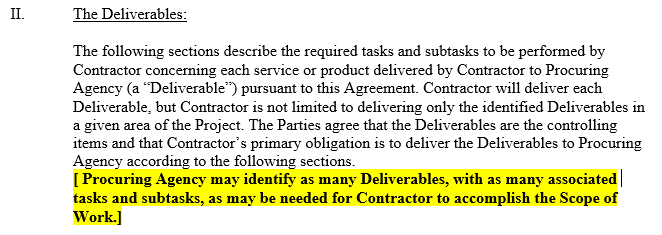 II. The Deliverables:
The following sections describe the required tasks and subtasks to be performed by
Contractor concerning each service or product delivered by Contractor to Procuring
Agency (a “Deliverable”) pursuant to this Agreement. Contractor will deliver each
Deliverable, but Contractor is not limited to delivering only the identified Deliverables in
a given area of the Project. The Parties agree that the Deliverables are the controlling
items and that Contractor’s primary obligation is to deliver the Deliverables to Procuring
Agency according to the following sections.
[ Procuring Agency may identify as many Deliverables, with as many associated
tasks and subtasks, as may be needed for Contractor to accomplish the Scope of
Work.]